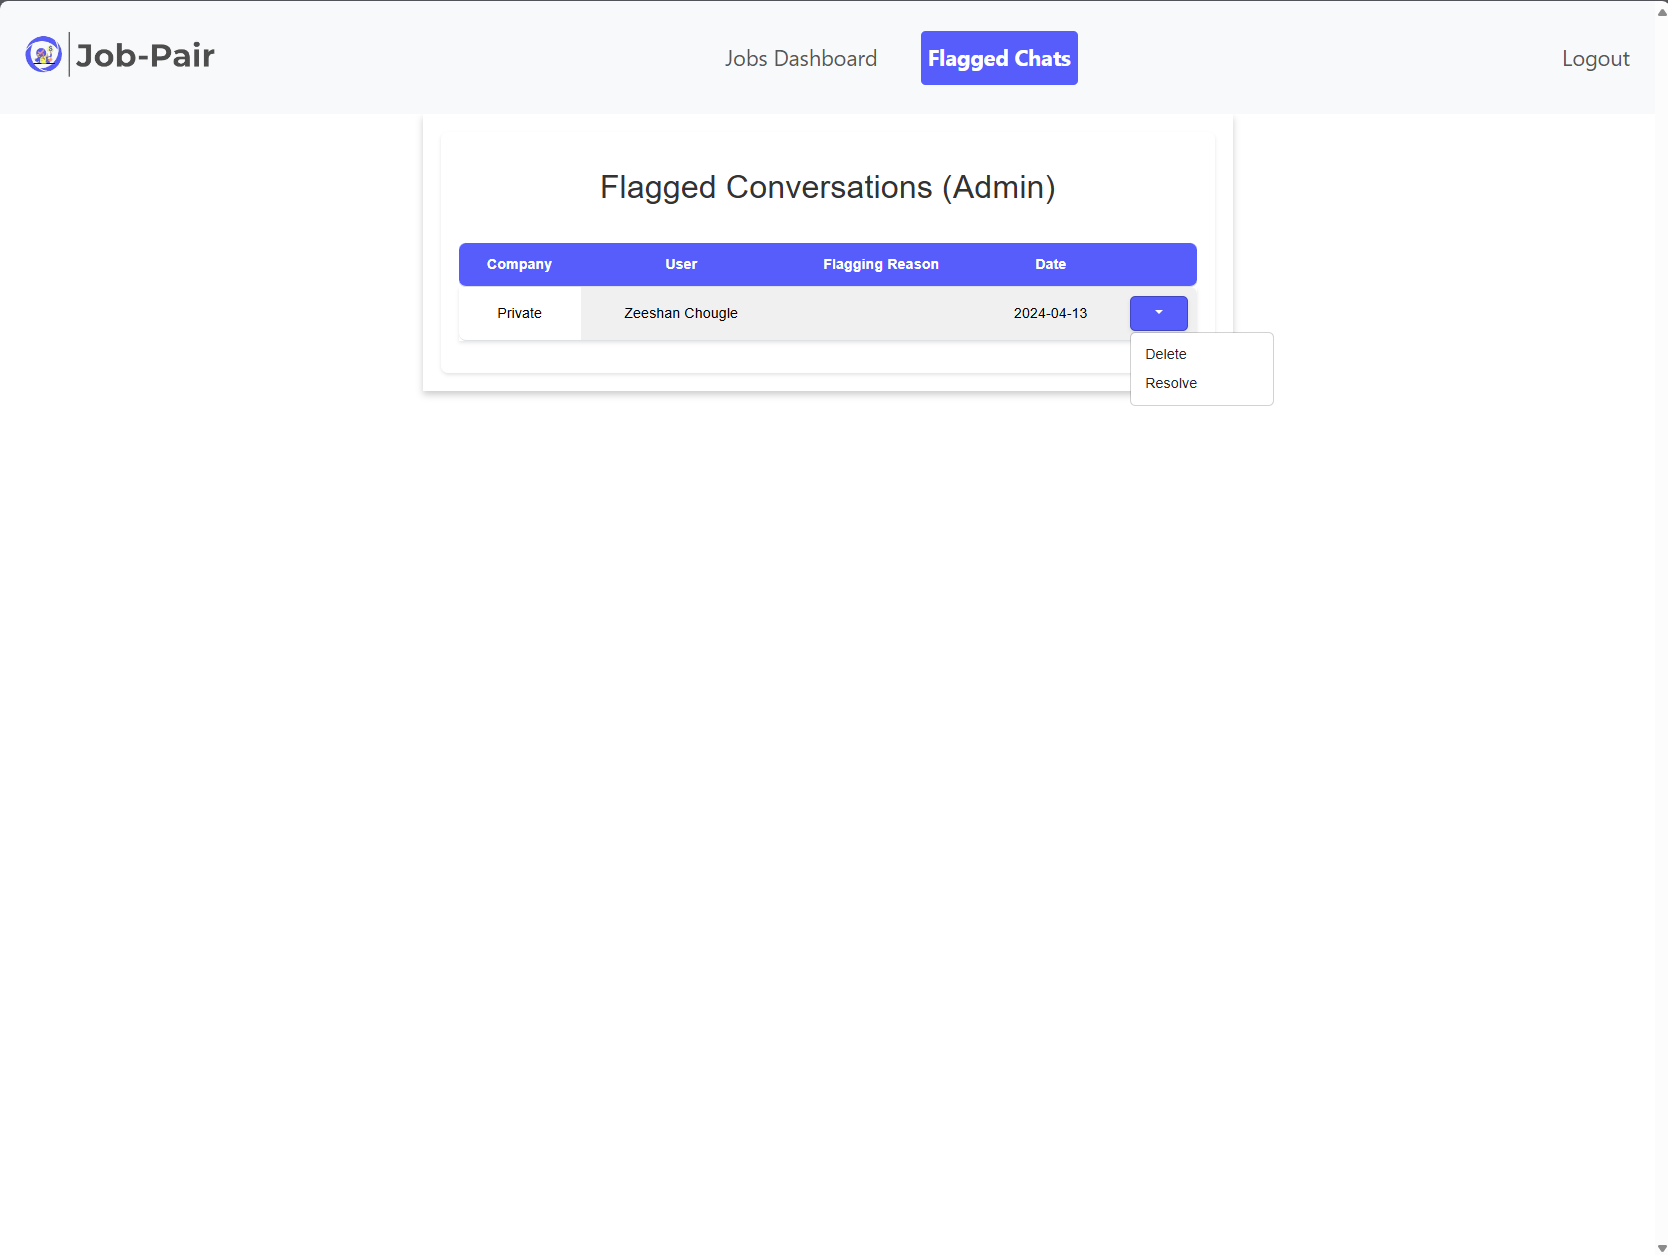 Job-Pair
Jobs Dashboard
Flagged Chats
Logout
Flagged Conversations (Admin)
Company User Flagging Reason Date
Private Zeeshan Chougle 2024-04-13
Delete
Resolve